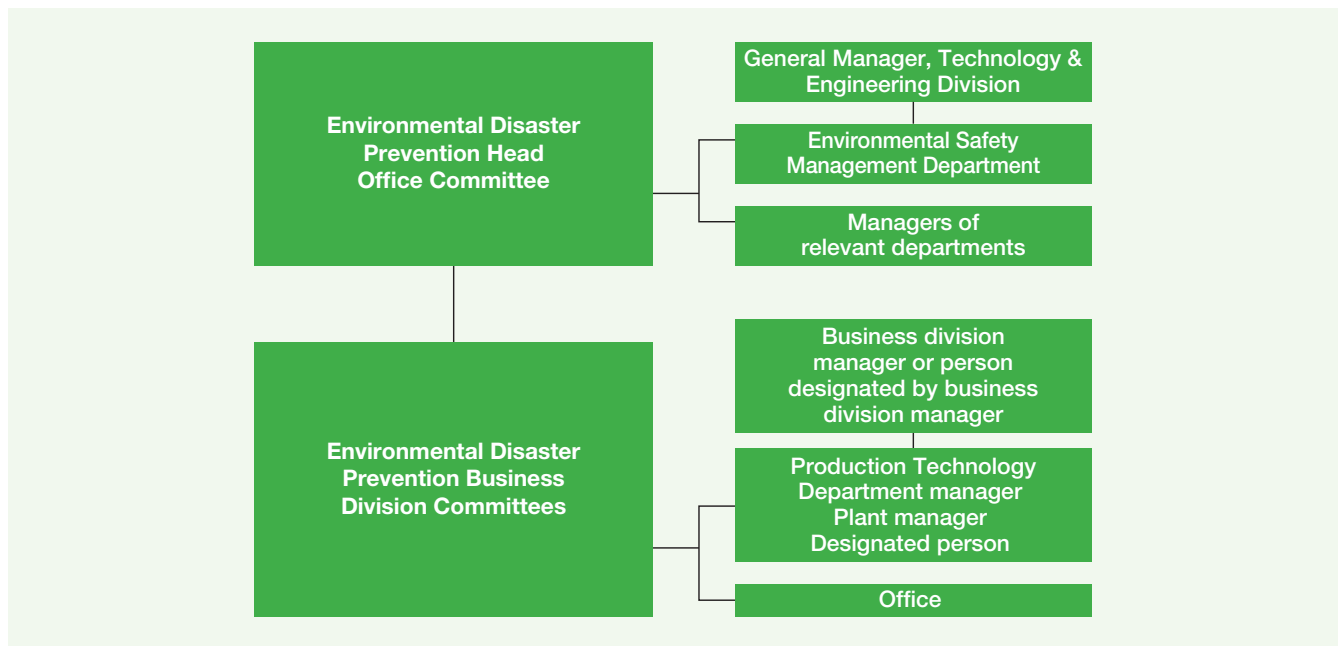 Environmental Disaster
Prevention Head
Office Committee
General Manager, Technology &
Engineering Division
Environmental Safety
Management Department
Managers of
relevant departments
Environmental Disaster
Prevention Business
Division Committees
Business division
manager or person
designated by business
division manager
Production Technology
Department manager
Plant manager
Designated person
Office